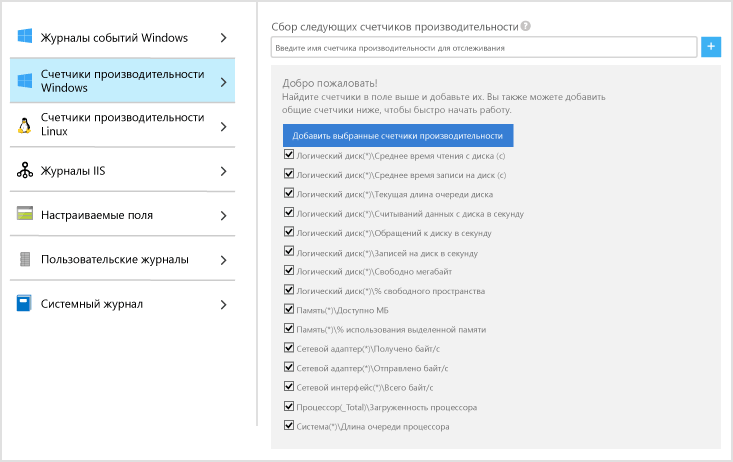 Журналы событий Windows
Счетчики производительности
Windows
Счетчики производительности
Linux
Журналы IIS
Настраиваемые поля
Пользовательские журналы
Системный журнал
Сбор следующих счетчиков производительности ?
Введите имя счетчика производительности для отслеживания
+
Добро пожаловать!
Найдите счетчики в поле выше и добавьте их. Вы также можете добавить
общие счетчики ниже, чтобы быстро начать работу.
Добавить выбранные счетчики производительности
Логический диск(*)\Среднее время чтения с диска (с)
Логический диск(*)\Среднее время записи на диск (с)
Логический диск(*)\Текущая длина очереди диска
Логический диск(*)\Считываний данных с диска в секунду
Логический диск(*)\Обращений к диску в секунду
Логический диск(*)\Записей на диск в секунду
Логический диск(*)\Свободно мегабайт
Логический диск(*)\% свободного пространства
Память(*)\Доступно МБ
Память(*)\% использования выделенной памяти
Сетевой адаптер(*)\Получено байт/с
Сетевой адаптер(*)\Отправлено байт/с
Сетевой интерфейс(*)\Всего байт/с
Процессор(_Total)\Загруженность процессора
Система(*)\Длина очереди процессора